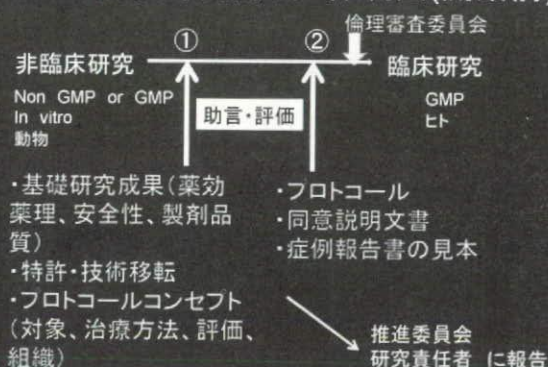 倫理審査委員会
① ②
非臨床研究 臨床研究
Non GMP or GMP
In vitro
動物
GMP
ヒト
助言・評価
・基礎研究成果(薬効
薬理、安全性、製剤品
質)
・特許・技術移転
・プロトコールコンセプト
(対象、治療方法、評価、
組織)
・プロトコール
・同意説明文書
・症例報告書の見本
推進委員会
研究責任者 に報告